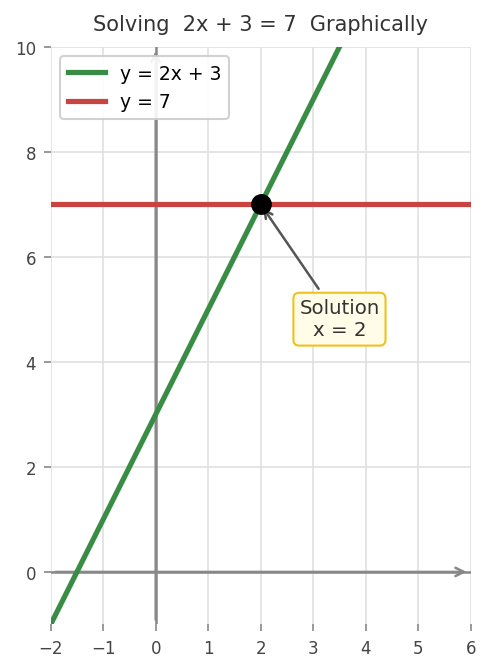 Solving  2x + 3 = 7  Graphically
10
8
6
4
2
0
y = 2x + 3
y = 7
Solution
x = 2
−2 −1 0 1 2 3 4 5 6